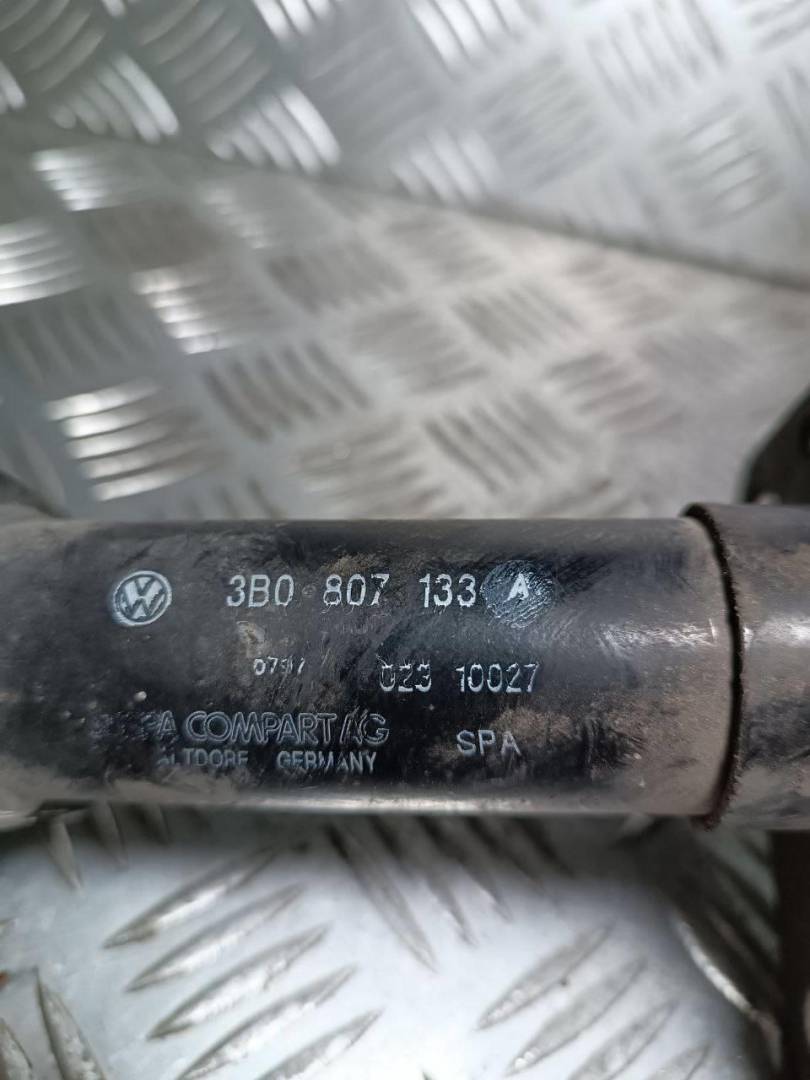 3B0 807 133 A
023 10027
COMPART AG SPA
GERMANY